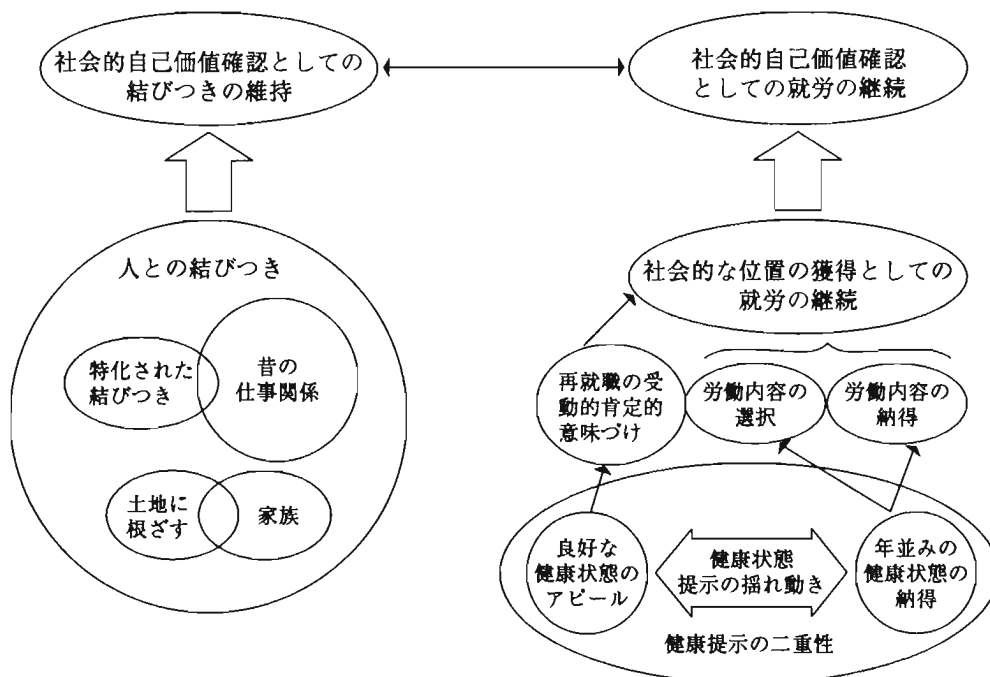 社会的自己価値確認としての
結びつきの維持
社会的自己価値確認
としての就労の継続
人との結びつき
特化された
結びつき
昔の
仕事関係
土地に
根ざす
家族
社会的な位置の獲得としての
就労の継続
再就職の受
動的肯定的
意味づけ
労働内容の
選択
労働内容の
納得
良好な
健康状態の
アピール
健康状態
提示の揺れ動き
年並みの
健康状態の
納得
健康提示の二重性